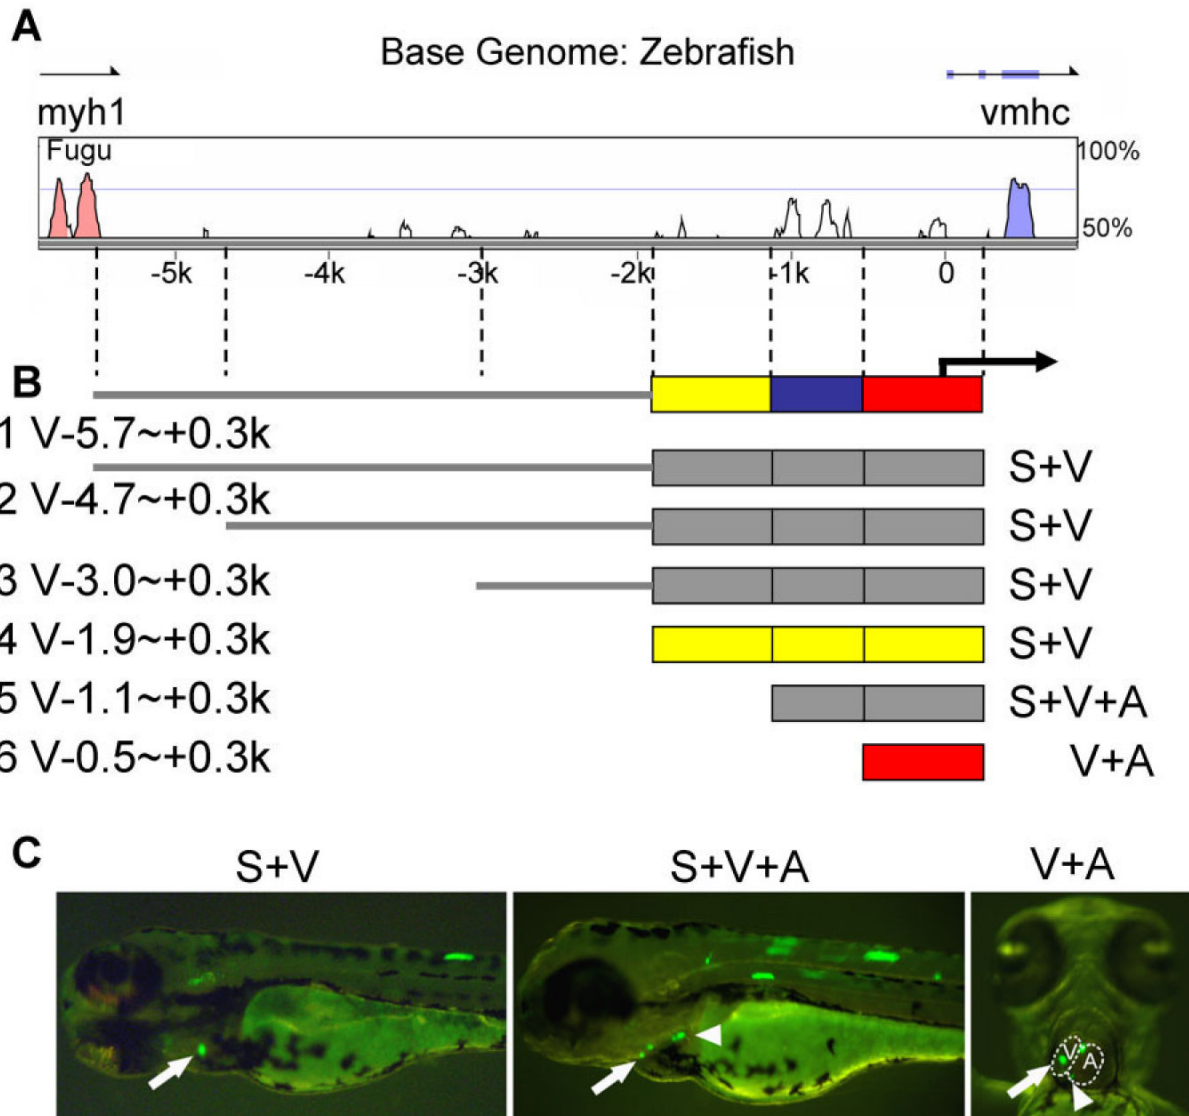 A
Base Genome: Zebrafish
myh1 vmhc
Fugu
100%
50%
-5k -4k -3k -2k -1k 0
B
1 V-5.7~+0.3k
S+V
2 V-4.7~+0.3k
S+V
3 V-3.0~+0.3k
S+V
4 V-1.9~+0.3k
S+V
5 V-1.1~+0.3k
S+V+A
6 V-0.5~+0.3k
V+A
C
S+V S+V+A V+A
V A